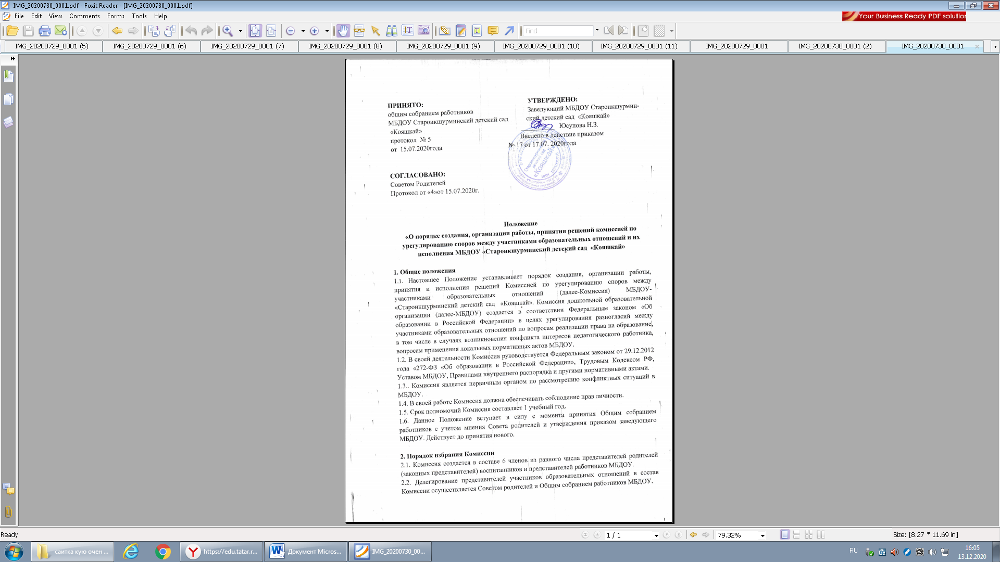 IMG_20200730_0001.pdf - Foxit Reader - [IMG_20200730_0001.pdf]
File Edit View Comments Forms Tools Help
Your Business Ready PDF solution
Find
IMG_20200729_0001 (5) IMG_20200729_0001 (6) IMG_20200729_0001 (7) IMG_20200729_0001 (8) IMG_20200729_0001 (9) IMG_20200729_0001 (10) IMG_20200729_0001 (11) IMG_20200729_0001 IMG_20200730_0001 (2) IMG_20200730_0001
ПРИНЯТО:
общим собранием работников
МБДОУ Староикшурминский детский сад
«Кояшкай»
протокол № 5
от 15.07.2020года
УТВЕРЖДЕНО:
Заведующий МБДОУ Староикшурмин-
ский детский сад «Кояшкай»
Юсупова Н.З.
Введено в действие приказом
№ 17 от 17.07. 2020года
Староикшурминский
детский сад
«Кояшкай»
СОГЛАСОВАНО:
Советом Родителей
Протокол от «4»от 15.07.2020г.
Положение
«О порядке создания, организации работы, принятия решений комиссией по
урегулированию споров между участниками образовательных отношений и их
исполнения МБДОУ «Староикшурминский детский сад «Кояшкай»
1. Общие положения
1.1. Настоящее Положение устанавливает порядок создания, организации работы,
принятия и исполнения решений Комиссией по урегулированию споров между
участниками образовательных отношений (далее-Комиссия) МБДОУ-
«Староикшурминский детский сад «Кояшкай». Комиссия дошкольной образовательной
организации (далее-МБДОУ) создается в соответствии Федеральным законом «Об
образовании в Российской Федерации» в целях урегулирования разногласий между
участниками образовательных отношений по вопросам реализации права на образование,
в том числе в случаях возникновения конфликта интересов педагогического работника,
вопросам применения локальных нормативных актов МБДОУ.
1.2. В своей деятельности Комиссия руководствуется Федеральным законом от 29.12.2012
года «272-ФЗ «Об образовании в Российской Федерации», Трудовым Кодексом РФ,
Уставом МБДОУ, Правилами внутреннего распорядка и другими нормативными актами.
1.3.. Комиссия является первичным органом по рассмотрению конфликтных ситуаций в
МБДОУ.
1.4. В своей работе Комиссия должна обеспечивать соблюдение прав личности.
1.5. Срок полномочий Комиссия составляет 1 учебный год.
1.6. Данное Положение вступает в силу с момента принятия Общим собранием
работников с учетом мнения Совета родителей и утверждения приказом заведующего
МБДОУ. Действует до принятия нового.
2. Порядок избрания Комиссии
2.1. Комиссия создается в составе 6 членов из равного числа представителей родителей
(законных представителей) воспитанников и представителей работников МБДОУ.
2.2. Делегирование представителей участников образовательных отношений в состав
Комиссии осуществляется Советом родителей и Общим собранием работников МБДОУ.
Ready
1 / 1
79.32%
Size: [8.27 * 11.69 in]
саитка кую очен ...
https://edu.tatar.r...
Документ Micros...
IMG_20200730_00...
RU
16:05
13.12.2020